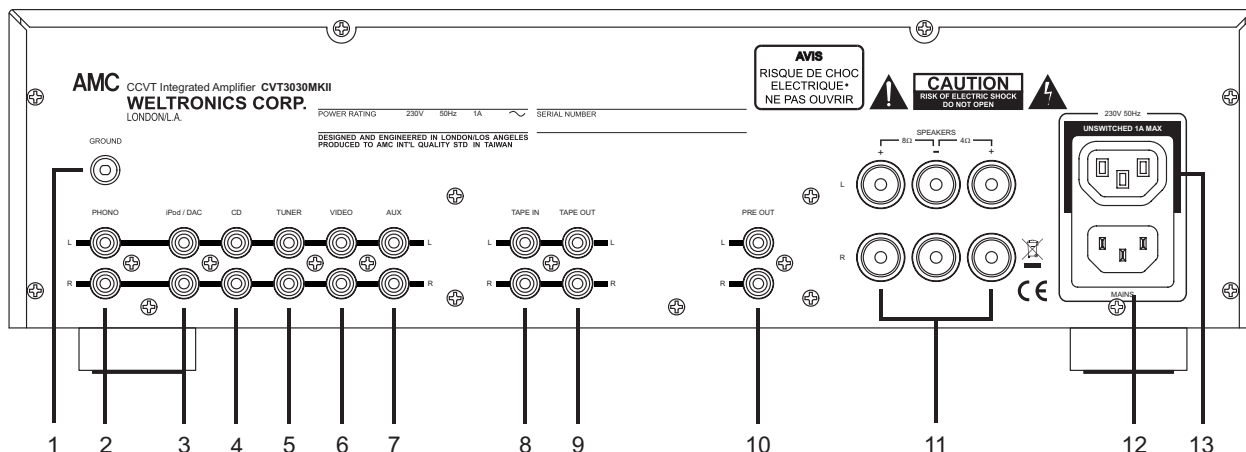 AMC CCVT Integrated Amplifier CVT3030MKII
WELTRONICS CORP.
LONDON/L.A.
POWER RATING 230V 50Hz 1A SERIAL NUMBER
DESIGNED AND ENGINEERED IN LONDON/LOS ANGELES
PRODUCED TO AMC INT'L QUALITY STD IN TAIWAN
AVIS
RISQUE DE CHOC
ELECTRIQUE•
NE PAS OUVRIR
CAUTION
RISK OF ELECTRIC SHOCK
DO NOT OPEN
230V 50Hz
UNSWITCHED 1A MAX
GROUND
SPEAKERS
+ 8Ω - 4Ω +
L
PHONO iPod / DAC CD TUNER VIDEO AUX TAPE IN TAPE OUT PRE OUT
L L L L L
R
R R R R R
CE
MAINS
1 2 3 4 5 6 7 8 9 10 11 12 13